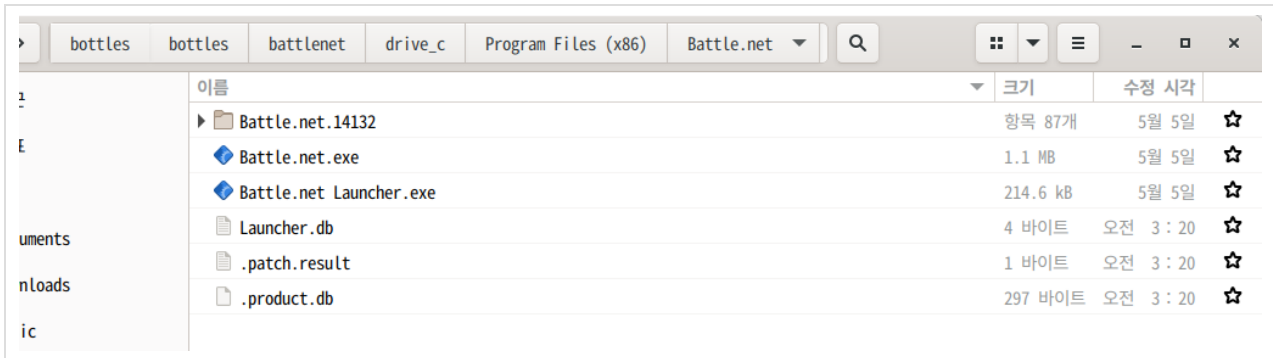 bottles bottles battlenet drive_c Program Files (x86) Battle.net
이름 크기 수정 시각
Battle.net.14132 항목 87개 5월 5일
Battle.net.exe 1.1 MB 5월 5일
Battle.net Launcher.exe 214.6 kB 5월 5일
Launcher.db 4 바이트 오전 3:20
uments
.patch.result 1 바이트 오전 3:20
nloads
.product.db 297 바이트 오전 3:20
ic